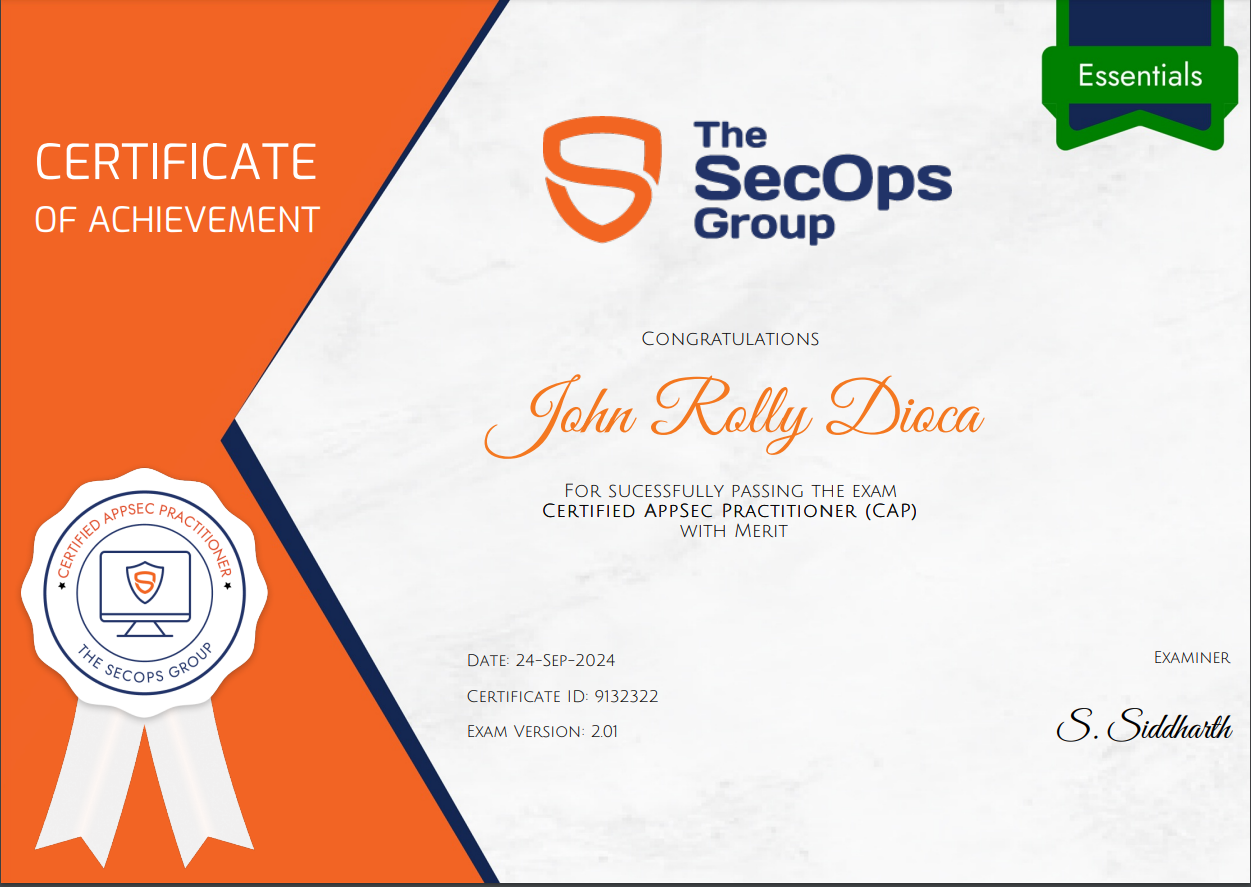 Essentials
CERTIFICATE
OF ACHIEVEMENT
The
SecOps
Group
Congratulations
John Rolly Dioca
For sucessfully passing the exam
Certified AppSec Practitioner (CAP)
with Merit
CERTIFIED APPSEC PRACTITIONER
THE SECOPS GROUP
Date: 24-Sep-2024
Certificate ID: 9132322
Exam Version: 2.01
Examiner
S. Siddharth